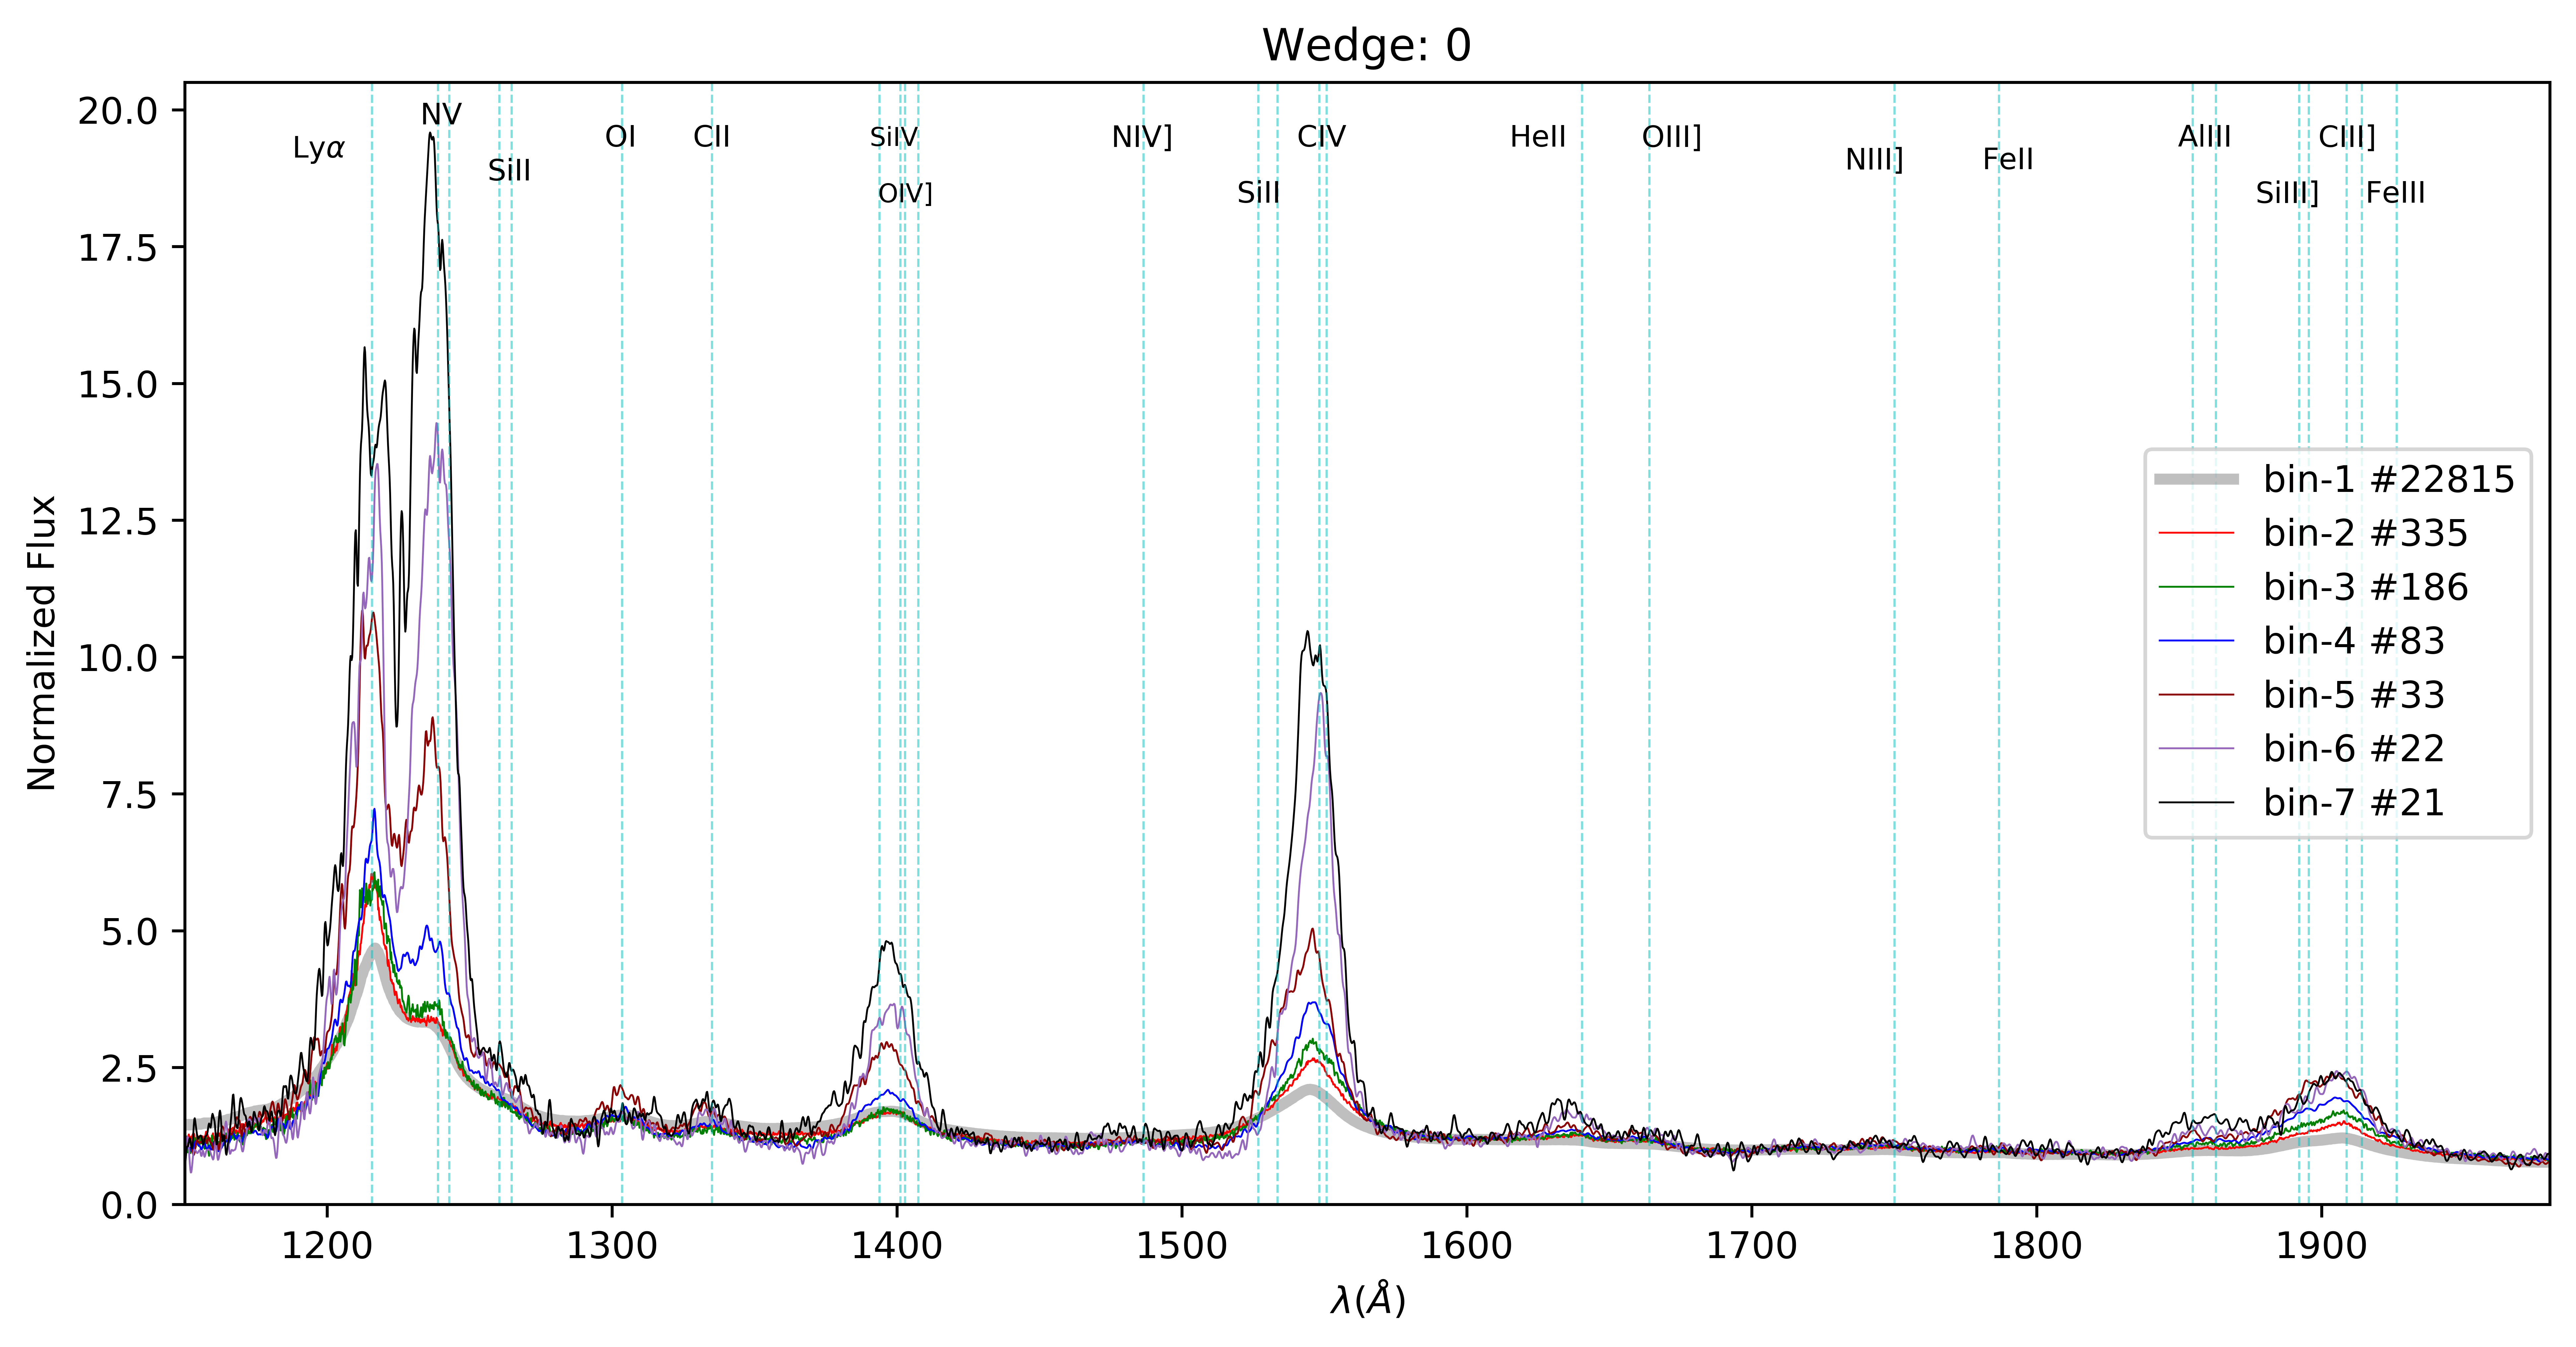 Wedge: 0
20.0
17.5
15.0
12.5
10.0
7.5
5.0
2.5
0.0
Normalized Flux
Lyα
NV
SiII
OI
CII
SiIV
OIV]
NIV]
SiII
CIV
HeII
OIII]
NIII]
FeII
AlIII
SiIII]
CIII]
FeIII
bin-1 #22815
bin-2 #335
bin-3 #186
bin-4 #83
bin-5 #33
bin-6 #22
bin-7 #21
1200 1300 1400 1500 1600 1700 1800 1900
λ(Å)